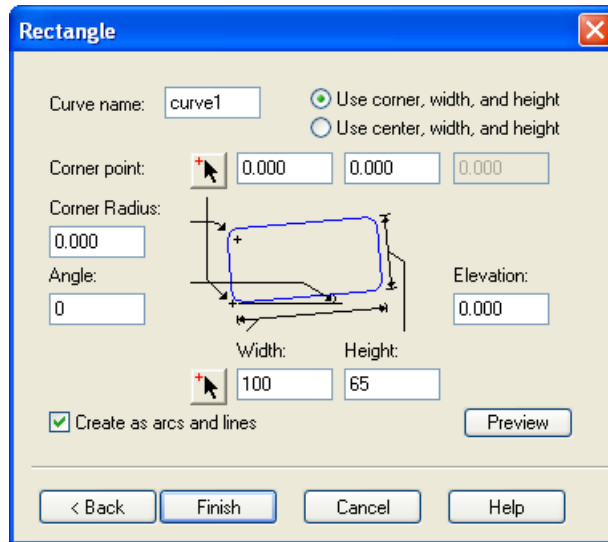 Rectangle
Curve name: curve1
Use corner, width, and height
Use center, width, and height
Corner point: 0.000 0.000 0.000
Corner Radius:
0.000
Angle: Elevation:
0 0.000
Width: Height:
100 65
Create as arcs and lines Preview
< Back Finish Cancel Help